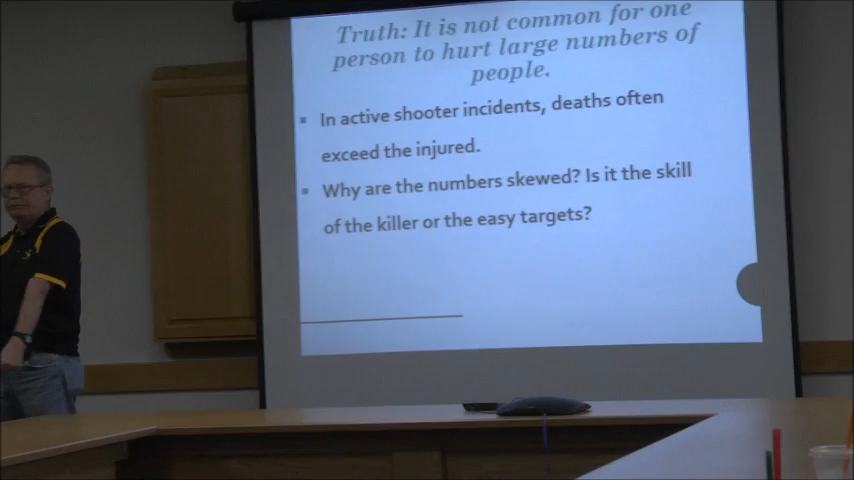 Truth: It is not common for one
person to hurt large numbers of
people.
In active shooter incidents, deaths often
exceed the injured.
Why are the numbers skewed? Is it the skill
of the killer or the easy targets?